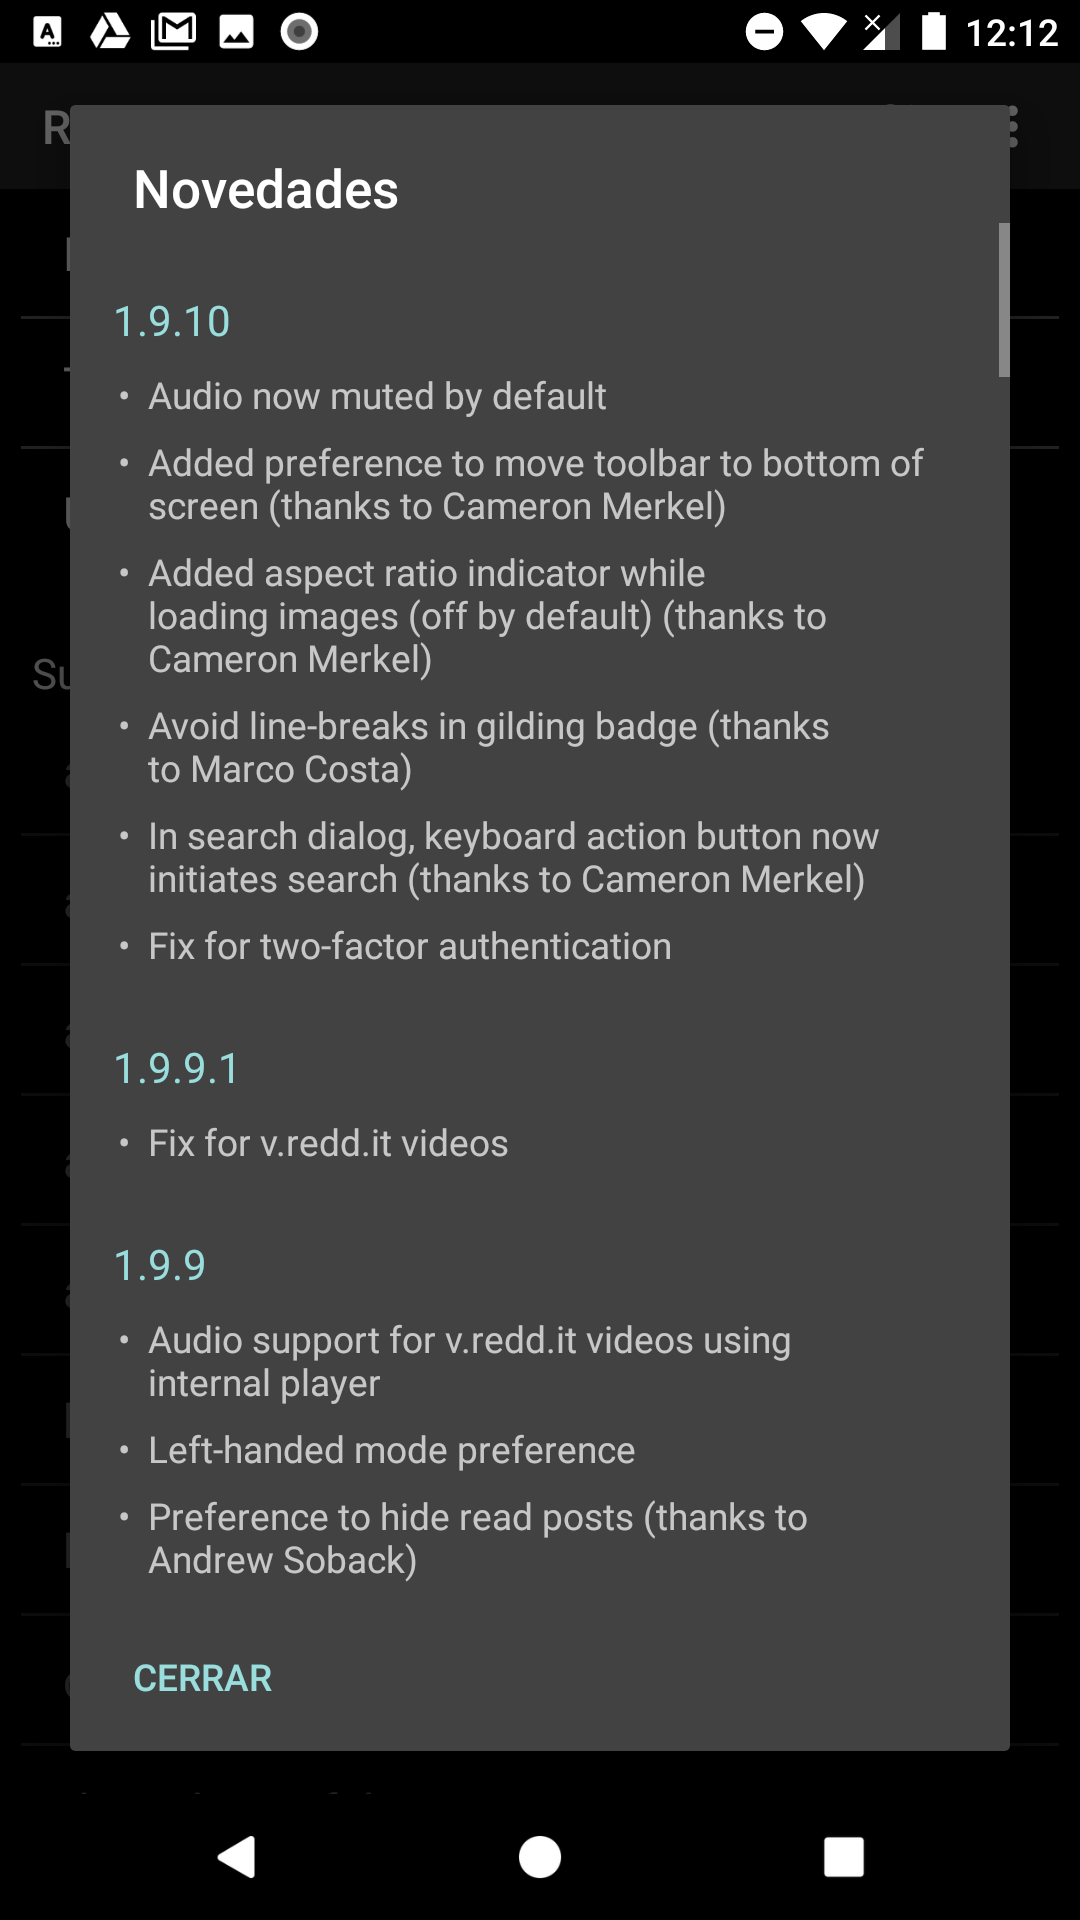 12:12
R
Novedades
1.9.10
• Audio now muted by default
• Added preference to move toolbar to bottom of
screen (thanks to Cameron Merkel)
• Added aspect ratio indicator while
loading images (off by default) (thanks to
Cameron Merkel)
• Avoid line-breaks in gilding badge (thanks
to Marco Costa)
• In search dialog, keyboard action button now
initiates search (thanks to Cameron Merkel)
• Fix for two-factor authentication
1.9.9.1
• Fix for v.redd.it videos
1.9.9
• Audio support for v.redd.it videos using
internal player
• Left-handed mode preference
• Preference to hide read posts (thanks to
Andrew Soback)
CERRAR